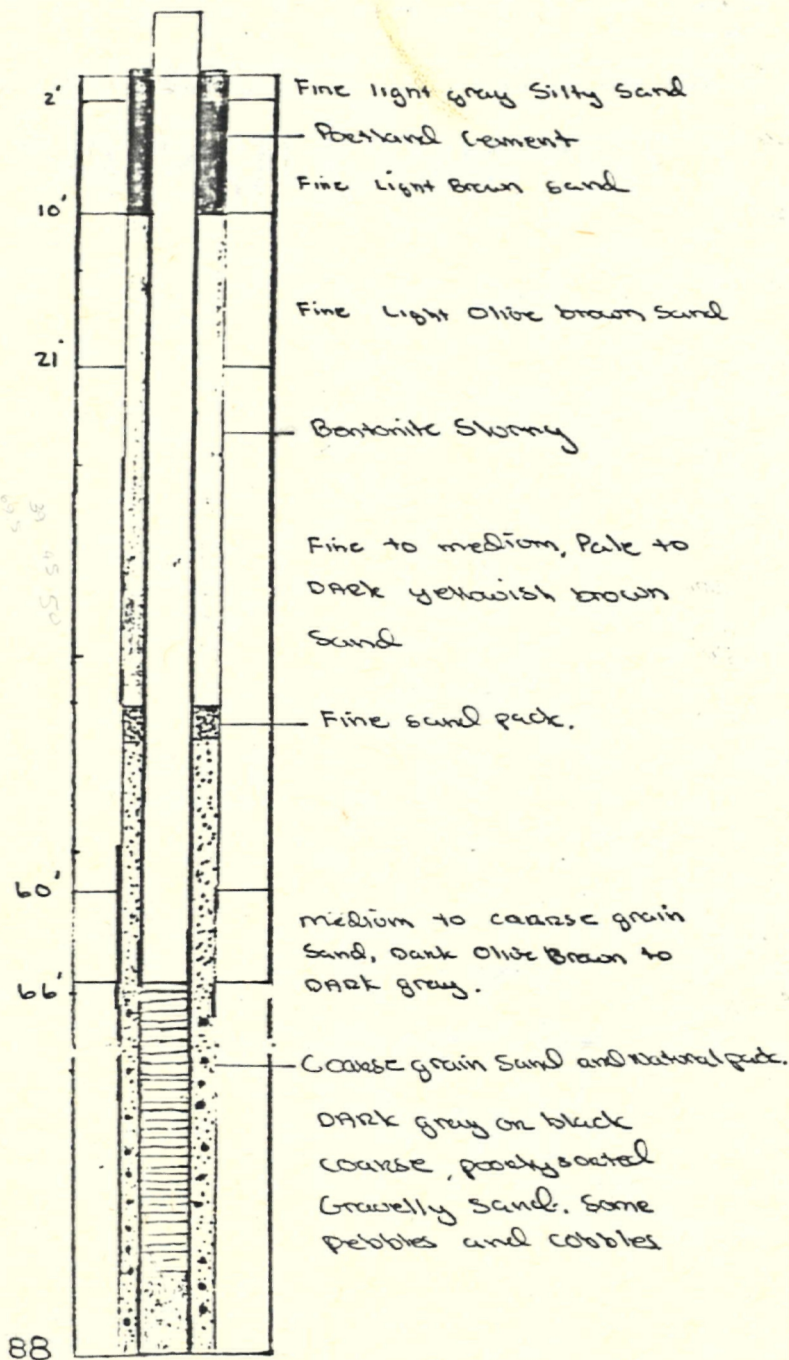 2'
Fine light gray Silty Sand
Portland Cement
Fine Light Brown sand
10'
Fine Light Olive brown Sand
21'
Bentonite Slurry
Fine to medium, Pale to
DARK yellowish brown
Sand
Fine sand pack.
60'
medium to coarse grain
Sand, Dark Olive Brown to
DARK gray.
66'
Coarse grain Sand and Natural pack.
DARK gray or black
coarse, poorly sorted
Gravelly Sand. Some
pebbles and cobbles
88